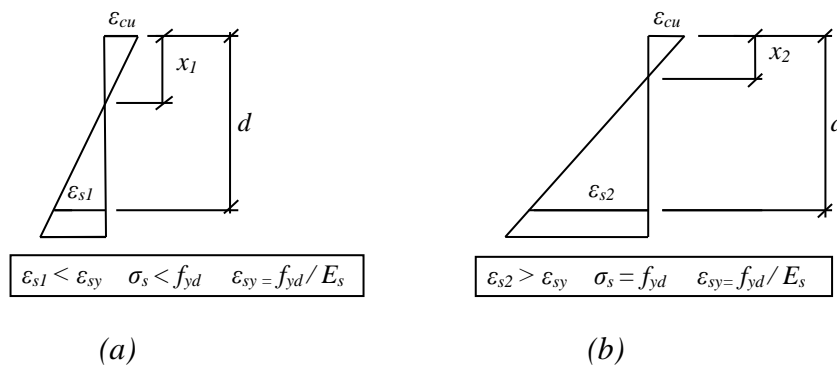 εcu εcu
x1 x2
d d
εs1 εs2
εs1 < εsy σs < fyd εsy = fyd / Es εs2 > εsy σs = fyd εsy= fyd / Es
(a) (b)